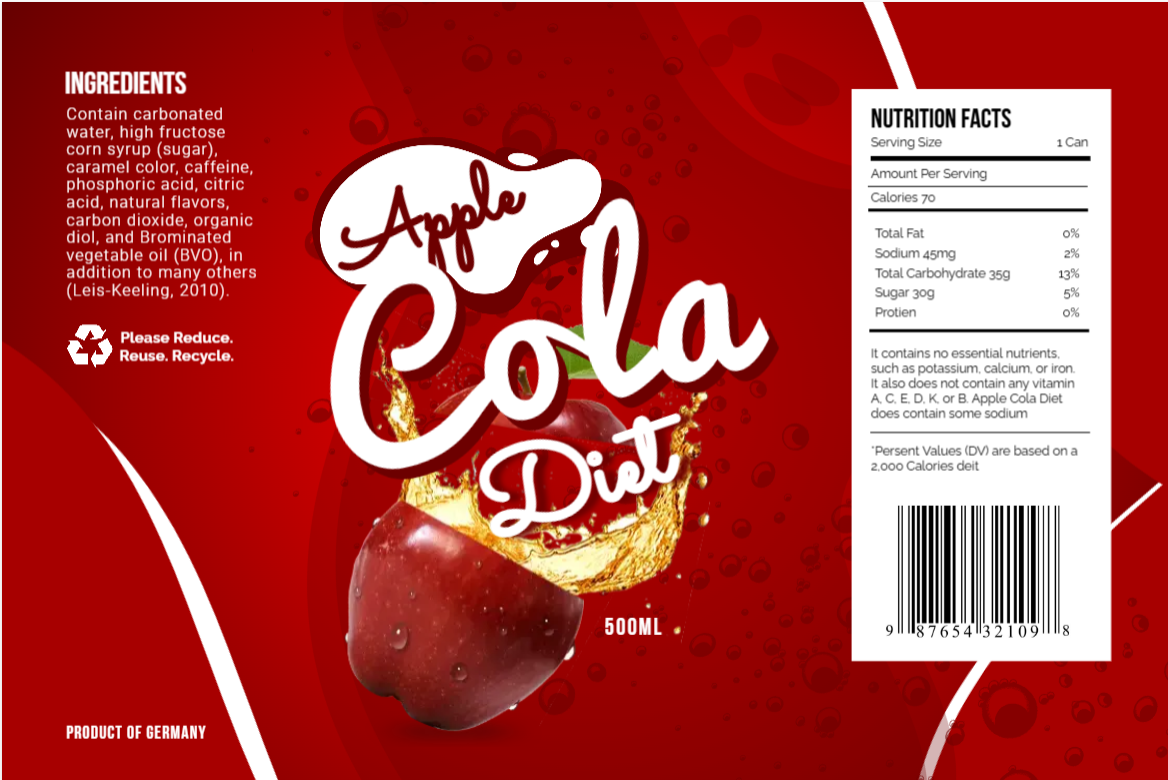 INGREDIENTS
Contain carbonated
water, high fructose
corn syrup (sugar),
caramel color, caffeine,
phosphoric acid, citric
acid, natural flavors,
carbon dioxide, organic
diol, and Brominated
vegetable oil (BVO), in
addition to many others
(Leis-Keeling, 2010).
Please Reduce.
Reuse. Recycle.
PRODUCT OF GERMANY
Apple
Cola
Diet
500ML
NUTRITION FACTS
Serving Size 1 Can
Amount Per Serving
Calories 70
Total Fat 0%
Sodium 45mg 2%
Total Carbohydrate 35g 13%
Sugar 30g 5%
Protien 0%
It contains no essential nutrients,
such as potassium, calcium, or iron.
It also does not contain any vitamin
A, C, E, D, K, or B. Apple Cola Diet
does contain some sodium
*Persent Values (DV) are based on a
2,000 Calories deit
9 87654 32109 8